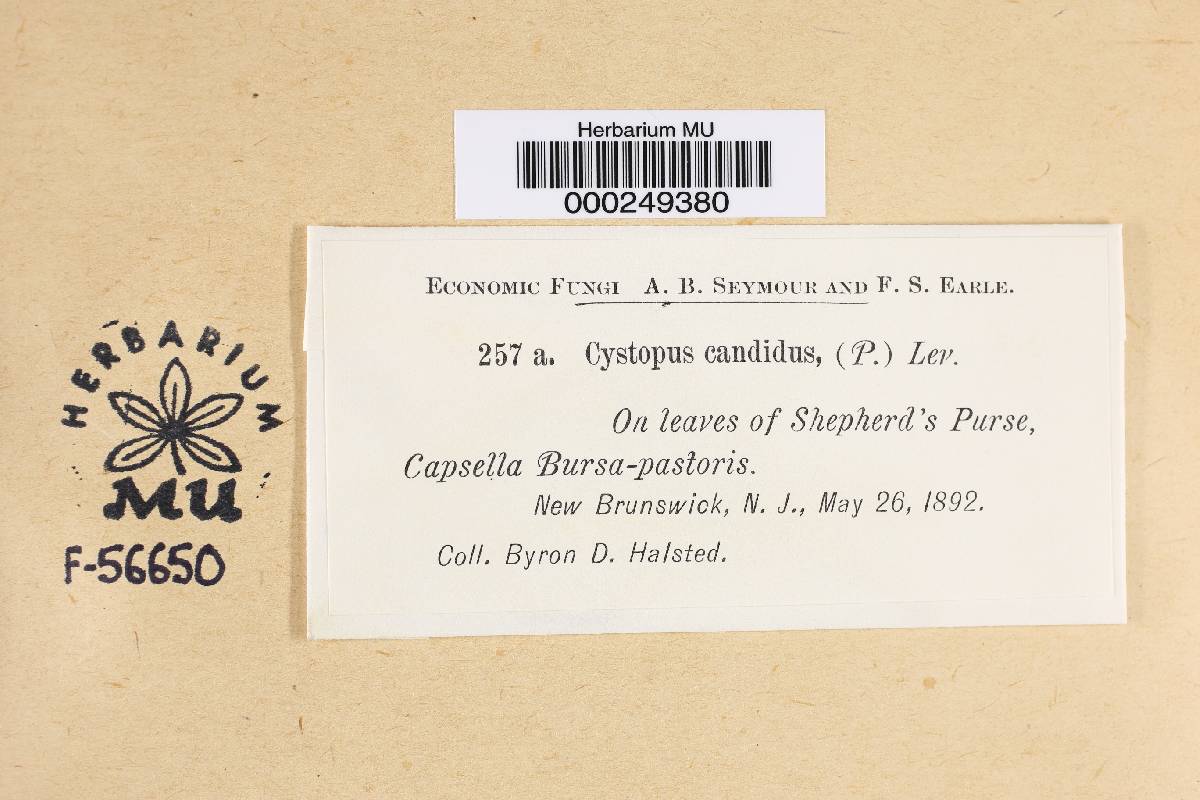 Herbarium MU
000249380
ECONOMIC FUNGI A. B. SEYMOUR AND F. S. EARLE.
257 a. Cystopus candidus, (P.) Lev.
On leaves of Shepherd's Purse,
Capsella Bursa-pastoris.
New Brunswick, N. J., May 26, 1892.
Coll. Byron D. Halsted.
HERBARIUM
MU
F-56650